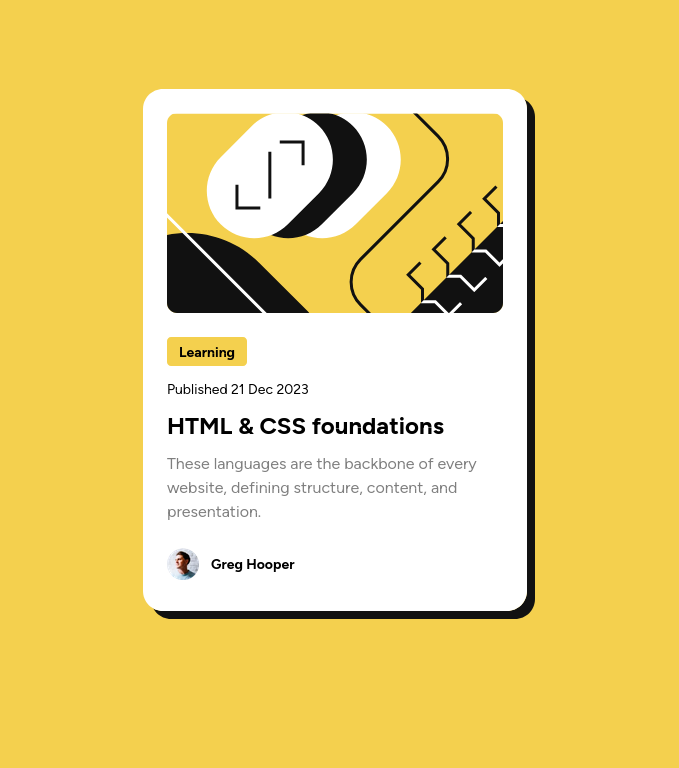 Learning
Published 21 Dec 2023
HTML & CSS foundations
These languages are the backbone of every
website, defining structure, content, and
presentation.
Greg Hooper